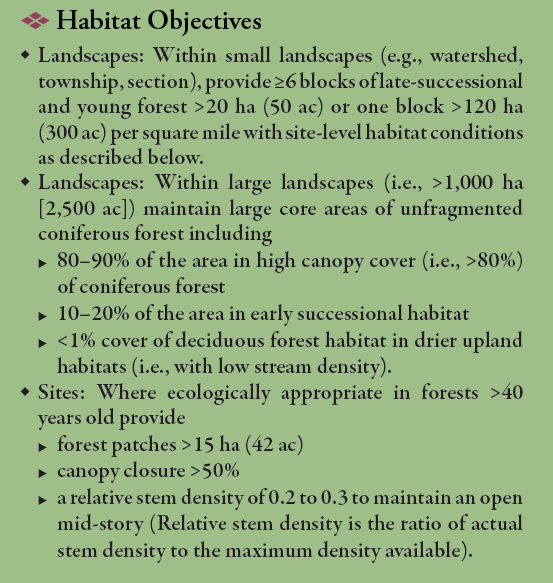 Habitat Objectives
◆ Landscapes: Within small landscapes (e.g., watershed,
township, section), provide ≥6 blocks of late-successional
and young forest >20 ha (50 ac) or one block >120 ha
(300 ac) per square mile with site-level habitat conditions
as described below.
◆ Landscapes: Within large landscapes (i.e., >1,000 ha
[2,500 ac]) maintain large core areas of unfragmented
coniferous forest including
► 80–90% of the area in high canopy cover (i.e., >80%)
of coniferous forest
► 10–20% of the area in early successional habitat
► <1% cover of deciduous forest habitat in drier upland
habitats (i.e., with low stream density).
◆ Sites: Where ecologically appropriate in forests >40
years old provide
► forest patches >15 ha (42 ac)
► canopy closure >50%
► a relative stem density of 0.2 to 0.3 to maintain an open
mid-story (Relative stem density is the ratio of actual
stem density to the maximum density available).